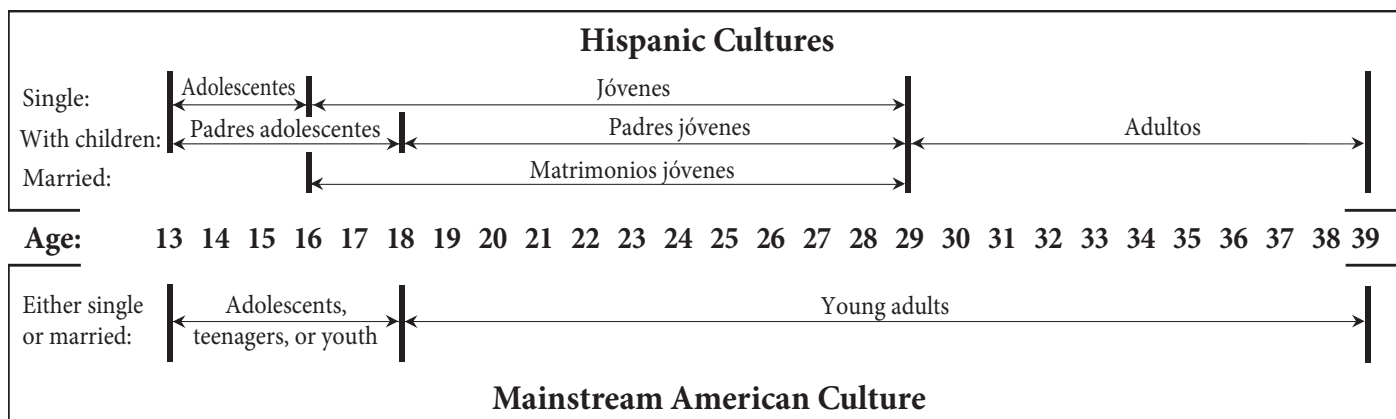 Hispanic Cultures
Single: Adolescentes Jóvenes
With children: Padres adolescentes Padres jóvenes Adultos
Married: Matrimonios jóvenes
Age: 13 14 15 16 17 18 19 20 21 22 23 24 25 26 27 28 29 30 31 32 33 34 35 36 37 38 39
Either single Adolescents, Young adults
or married: teenagers, or youth
Mainstream American Culture